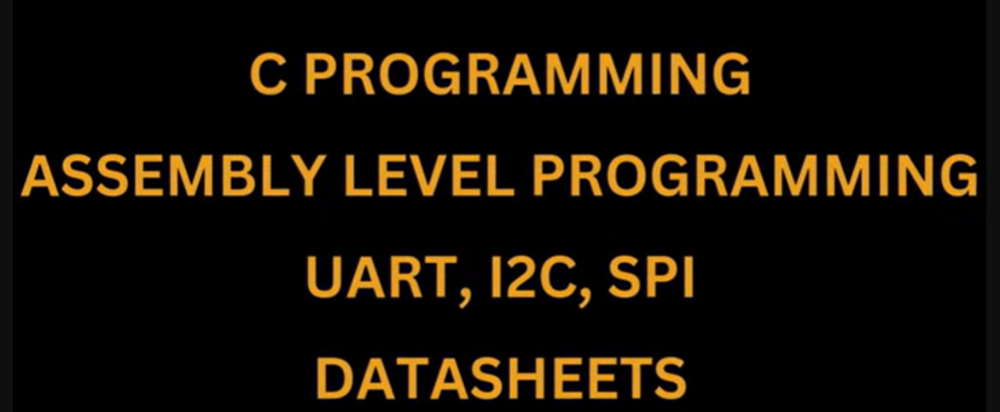 C PROGRAMMING
ASSEMBLY LEVEL PROGRAMMING
UART, I2C, SPI
DATASHEETS